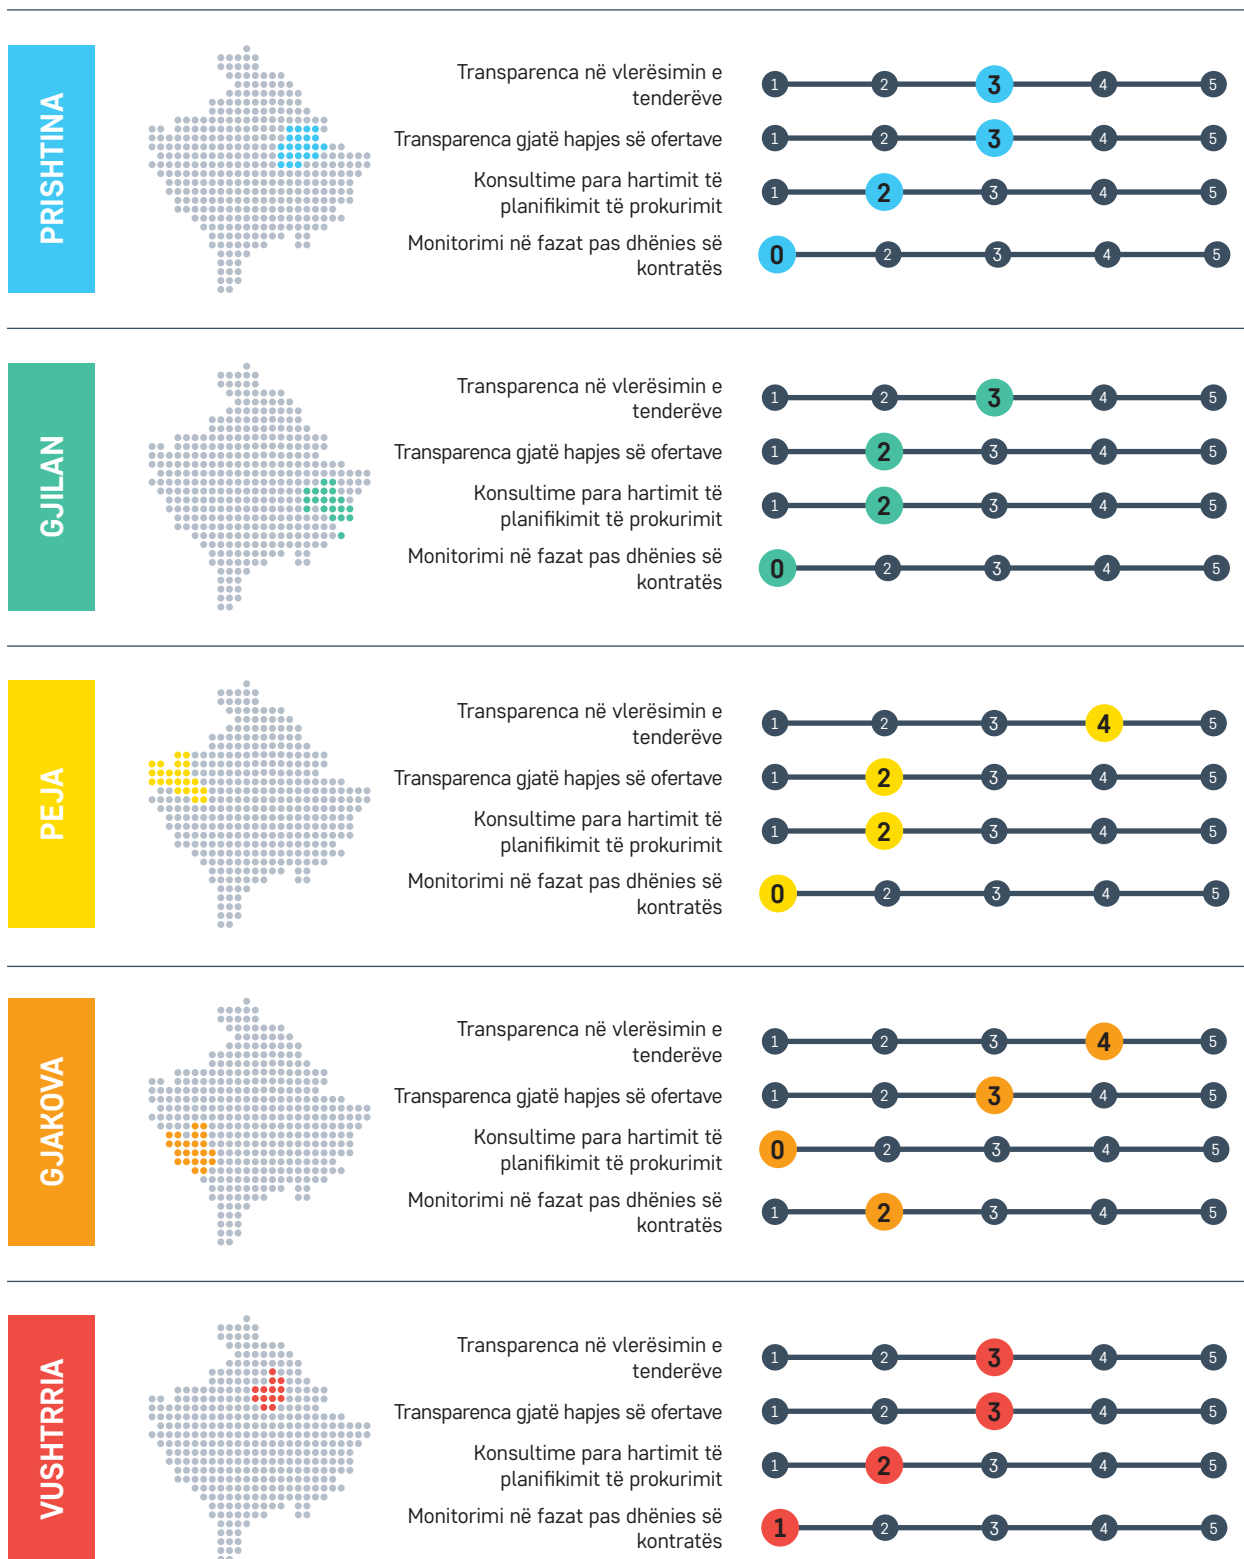 PRISHTINA
Transparenca në vlerësimin e
tenderëve
1 2 3 4 5
Transparenca gjatë hapjes së ofertave
1 2 3 4 5
Konsultime para hartimit të
planifikimit të prokurimit
1 2 3 4 5
Monitorimi në fazat pas dhënies së
kontratës
0 2 3 4 5
GJILAN
Transparenca në vlerësimin e
tenderëve
1 2 3 4 5
Transparenca gjatë hapjes së ofertave
1 2 3 4 5
Konsultime para hartimit të
planifikimit të prokurimit
1 2 3 4 5
Monitorimi në fazat pas dhënies së
kontratës
0 2 3 4 5
PEJA
Transparenca në vlerësimin e
tenderëve
1 2 3 4 5
Transparenca gjatë hapjes së ofertave
1 2 3 4 5
Konsultime para hartimit të
planifikimit të prokurimit
1 2 3 4 5
Monitorimi në fazat pas dhënies së
kontratës
0 2 3 4 5
GJAKOVA
Transparenca në vlerësimin e
tenderëve
1 2 3 4 5
Transparenca gjatë hapjes së ofertave
1 2 3 4 5
Konsultime para hartimit të
planifikimit të prokurimit
0 2 3 4 5
Monitorimi në fazat pas dhënies së
kontratës
1 2 3 4 5
VUSHTRRIA
Transparenca në vlerësimin e
tenderëve
1 2 3 4 5
Transparenca gjatë hapjes së ofertave
1 2 3 4 5
Konsultime para hartimit të
planifikimit të prokurimit
1 2 3 4 5
Monitorimi në fazat pas dhënies së
kontratës
1 2 3 4 5